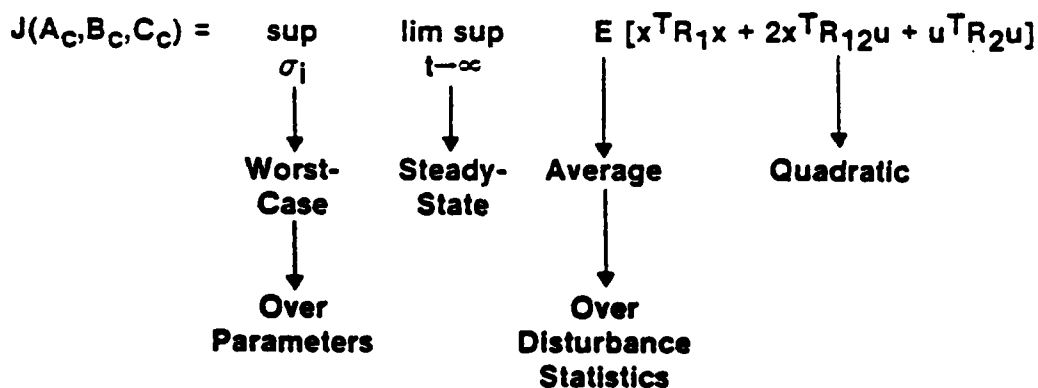 J(A_C,B_C,C_C) = sup lim sup E [x^T R_1 x + 2x^T R_12 u + u^T R_2 u]
σ_i t→∞
Worst- Steady- Average Quadratic
Case State
Over Over
Parameters Disturbance
Statistics